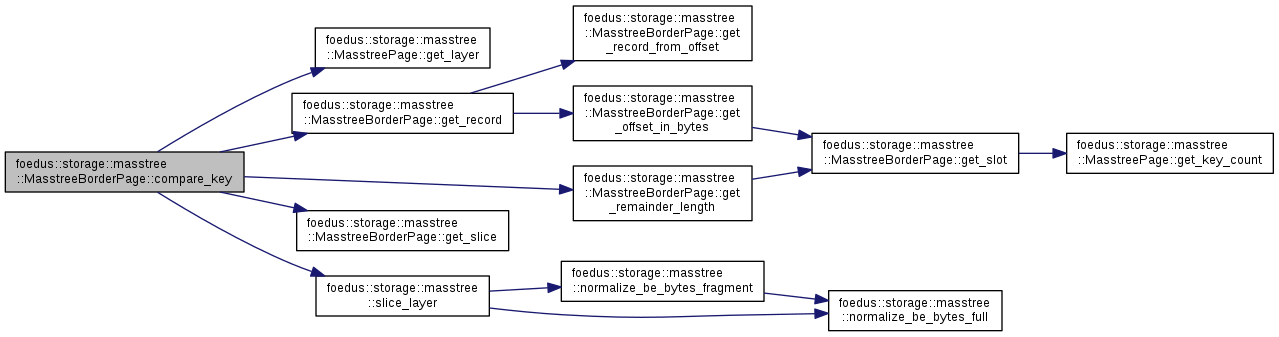 foedus::storage::masstree
::MasstreeBorderPage::compare_key
foedus::storage::masstree
::MasstreePage::get_layer
foedus::storage::masstree
::MasstreeBorderPage::get_record
foedus::storage::masstree
::MasstreeBorderPage::get
_record_from_offset
foedus::storage::masstree
::MasstreeBorderPage::get
_offset_in_bytes
foedus::storage::masstree
::MasstreeBorderPage::get
_remainder_length
foedus::storage::masstree
::MasstreeBorderPage::get_slot
foedus::storage::masstree
::MasstreePage::get_key_count
foedus::storage::masstree
::MasstreeBorderPage::get_slice
foedus::storage::masstree
::slice_layer
foedus::storage::masstree
::normalize_be_bytes_fragment
foedus::storage::masstree
::normalize_be_bytes_full